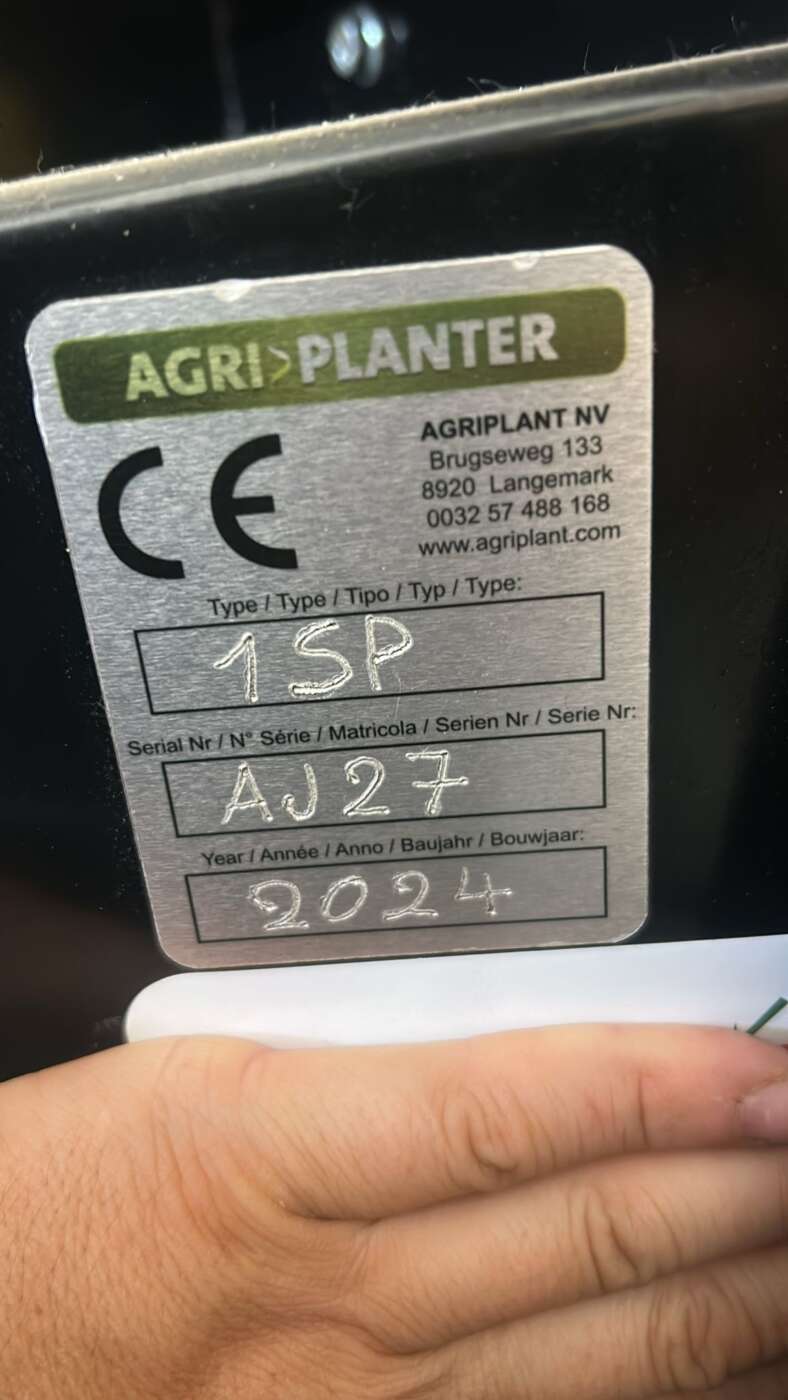 AGRI>PLANTER
CE
AGRIPLANT NV
Brugseweg 133
8920 Langemark
0032 57 488 168
www.agriplant.com
Type / Type / Tipo / Typ / Type:
1SP
Serial Nr / N° Série / Matricola / Serien Nr / Serie Nr:
AJ27
Year / Année / Anno / Baujahr / Bouwjaar:
2024